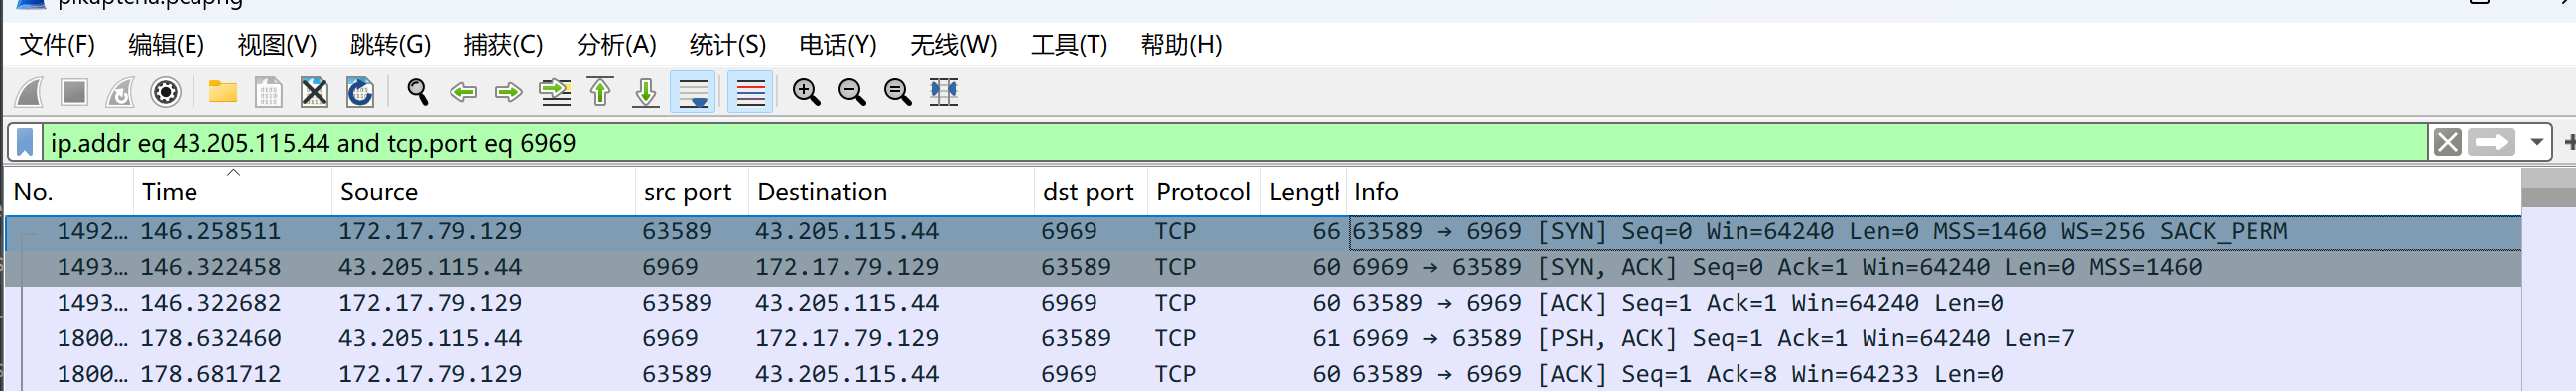 pikaptcha.pcapng
文件(F) 编辑(E) 视图(V) 跳转(G) 捕获(C) 分析(A) 统计(S) 电话(Y) 无线(W) 工具(T) 帮助(H)
ip.addr eq 43.205.115.44 and tcp.port eq 6969
No. Time Source src port Destination dst port Protocol Length Info
1492… 146.258511 172.17.79.129 63589 43.205.115.44 6969 TCP 66 63589 → 6969 [SYN] Seq=0 Win=64240 Len=0 MSS=1460 WS=256 SACK_PERM
1493… 146.322458 43.205.115.44 6969 172.17.79.129 63589 TCP 60 6969 → 63589 [SYN, ACK] Seq=0 Ack=1 Win=64240 Len=0 MSS=1460
1493… 146.322682 172.17.79.129 63589 43.205.115.44 6969 TCP 60 63589 → 6969 [ACK] Seq=1 Ack=1 Win=64240 Len=0
1800… 178.632460 43.205.115.44 6969 172.17.79.129 63589 TCP 61 6969 → 63589 [PSH, ACK] Seq=1 Ack=1 Win=64240 Len=7
1800… 178.681712 172.17.79.129 63589 43.205.115.44 6969 TCP 60 63589 → 6969 [ACK] Seq=1 Ack=8 Win=64233 Len=0